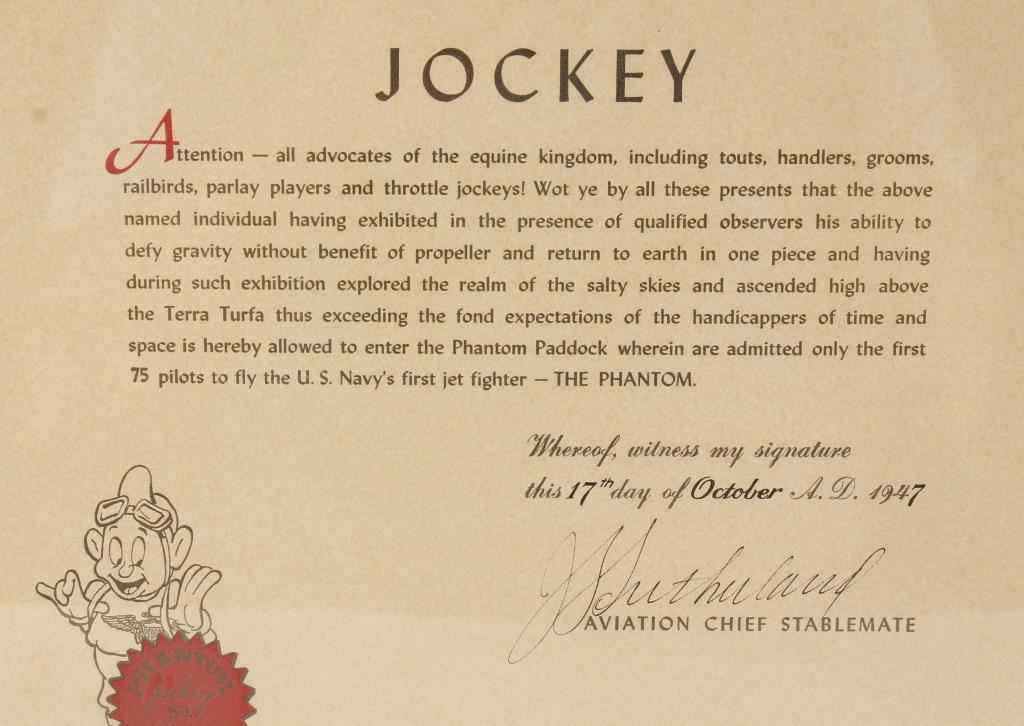 JOCKEY
Attention — all advocates of the equine kingdom, including touts, handlers, grooms,
railbirds, parlay players and throttle jockeys! Wot ye by all these presents that the above
named individual having exhibited in the presence of qualified observers his ability to
defy gravity without benefit of propeller and return to earth in one piece and having
during such exhibition explored the realm of the salty skies and ascended high above
the Terra Turfa thus exceeding the fond expectations of the handicappers of time and
space is hereby allowed to enter the Phantom Paddock wherein are admitted only the first
75 pilots to fly the U. S. Navy's first jet fighter — THE PHANTOM.
Whereof, witness my signature
this 17th day of October A. D. 1947
J Sutherland
AVIATION CHIEF STABLEMATE
PHANTOM
Jockey
NO.